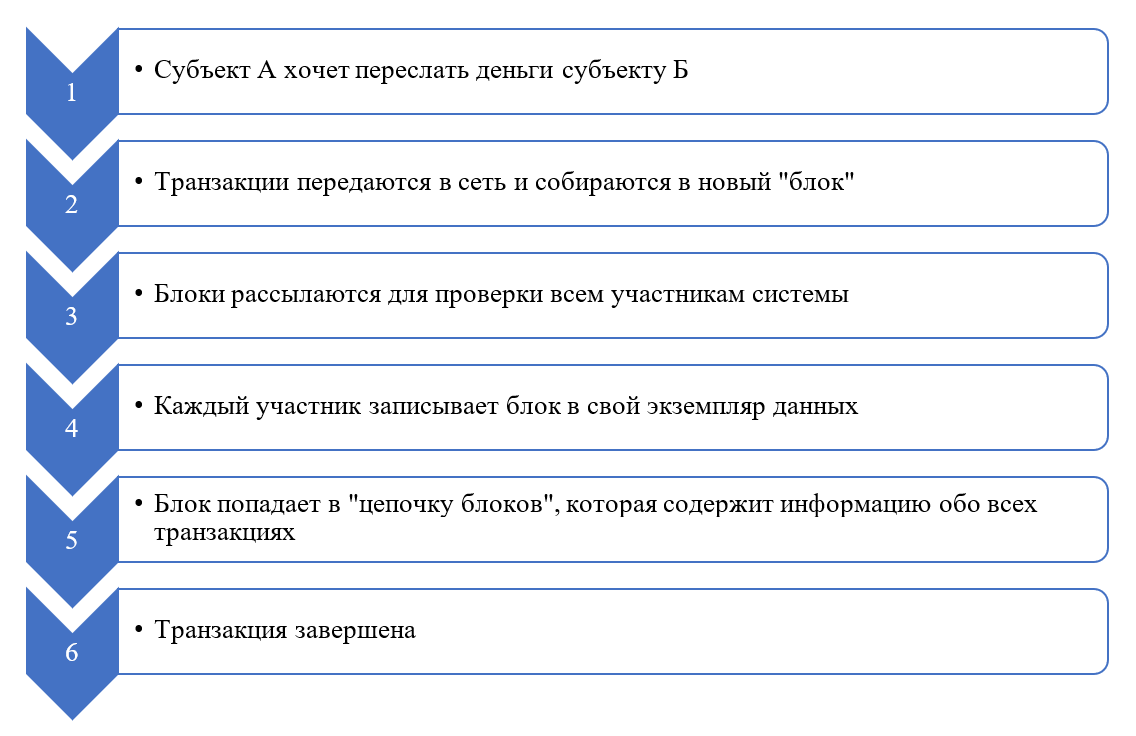 1
• Субъект А хочет переслать деньги субъекту Б
2
• Транзакции передаются в сеть и собираются в новый "блок"
3
• Блоки рассылаются для проверки всем участникам системы
4
• Каждый участник записывает блок в свой экземпляр данных
5
• Блок попадает в "цепочку блоков", которая содержит информацию обо всех
транзакциях
6
• Транзакция завершена